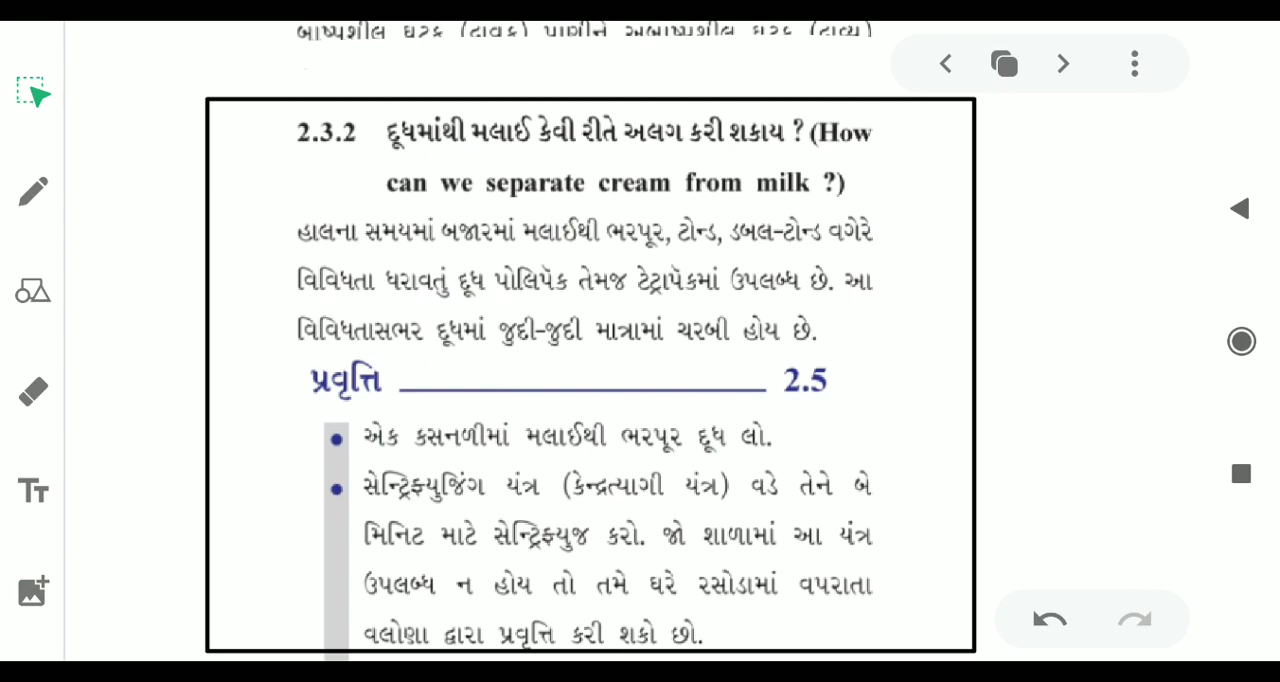 2.3.2 દૂધમાંથી મલાઈ કેવી રીતે અલગ કરી શકાય ? (How
can we separate cream from milk ?)
હાલના સમયમાં બજારમાં મલાઈથી ભરપૂર, ટોન્ડ, ડબલ-ટોન્ડ વગેરે
વિવિધતા ધરાવતું દૂધ પોલિપૅક તેમજ ટેટ્રાપૅકમાં ઉપલબ્ધ છે. આ
વિવિધતાસભર દૂધમાં જુદી-જુદી માત્રામાં ચરબી હોય છે.
પ્રવૃત્તિ ____________________ 2.5
• એક કસનળીમાં મલાઈથી ભરપૂર દૂધ લો.
• સેન્ટ્રિફ્યુજિંગ યંત્ર (કેન્દ્રત્યાગી યંત્ર) વડે તેને બે
મિનિટ માટે સેન્ટ્રિફ્યુજ કરો. જો શાળામાં આ યંત્ર
ઉપલબ્ધ ન હોય તો તમે ઘરે રસોડામાં વપરાતા
વલોણા દ્વારા પ્રવૃત્તિ કરી શકો છો.
Tт